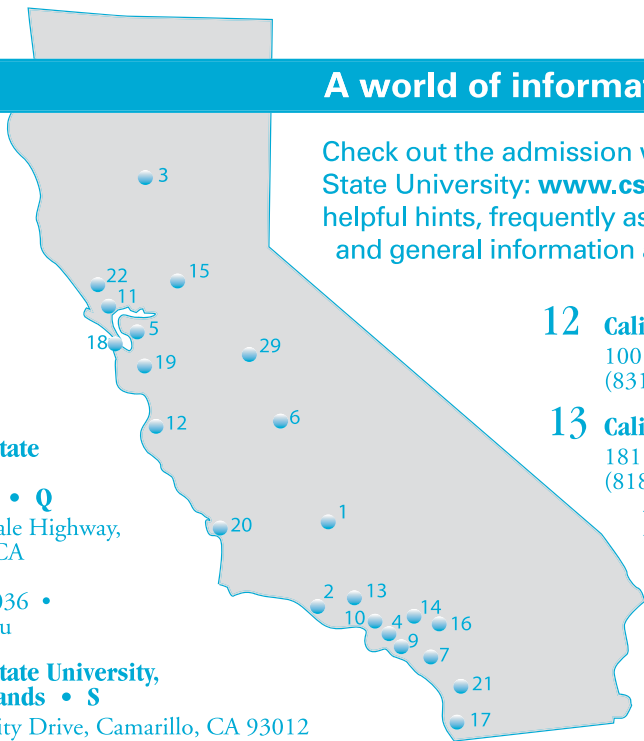 A world of informa
Check out the admission
State University: www.cs
helpful hints, frequently as
and general information
3
22
15
11
5
18
19
29
12
6
20
1
2
13
10
4
14
16
9
7
21
17
12 Cali
100
(831
13 Cali
181
(818
tate
• Q
ale Highway,
CA
036 •
u
tate University,
ands • S
ity Drive, Camarillo, CA 93012